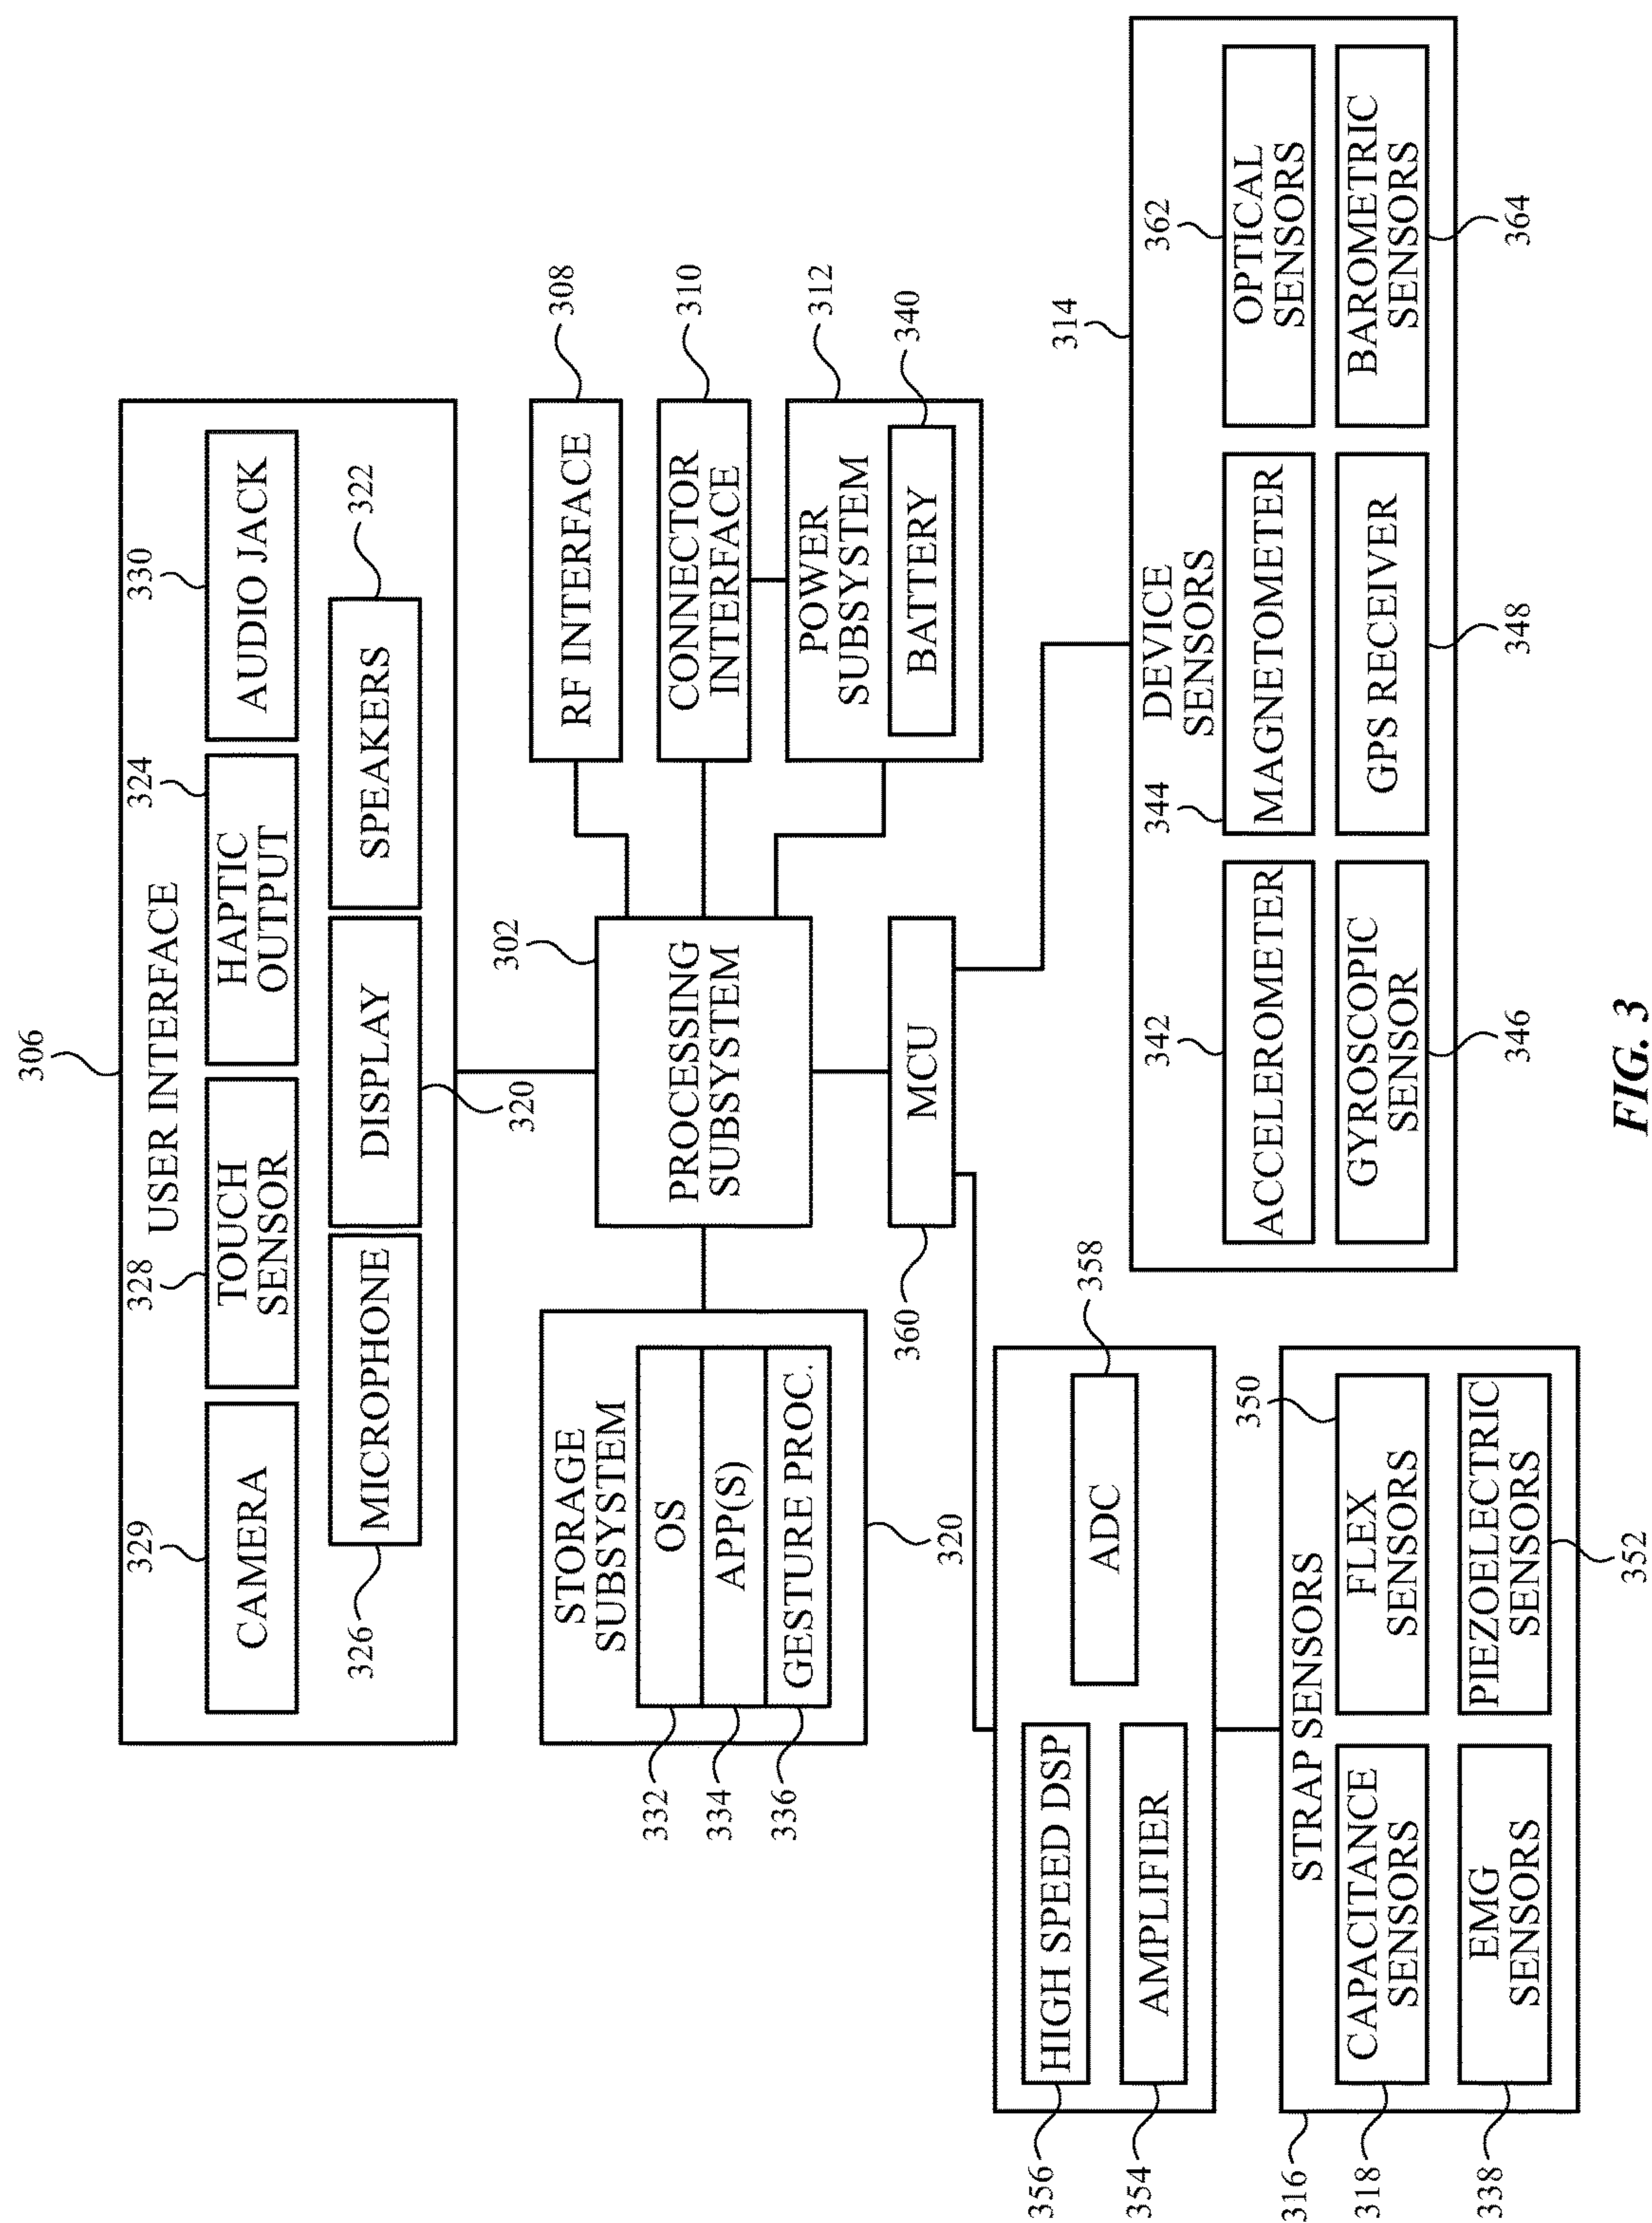 306
USER INTERFACE
329
328
324
330
CAMERA
TOUCH
SENSOR
HAPTIC
OUTPUT
AUDIO JACK
MICROPHONE
DISPLAY
SPEAKERS
326
320
322
STORAGE
SUBSYSTEM
OS
APP(S)
GESTURE PROC.
332
334
336
320
302
PROCESSING
SUBSYSTEM
RF INTERFACE
308
CONNECTOR
INTERFACE
310
POWER
SUBSYSTEM
312
BATTERY
340
360
MCU
356
HIGH SPEED DSP
354
AMPLIFIER
ADC
358
316
STRAP SENSORS
350
318
CAPACITANCE
SENSORS
FLEX
SENSORS
338
EMG
SENSORS
PIEZOELECTRIC
SENSORS
352
314
DEVICE
SENSORS
342
344
362
ACCELEROMETER
MAGNETOMETER
OPTICAL
SENSORS
GYROSCOPIC
SENSOR
GPS RECEIVER
BAROMETRIC
SENSORS
346
348
364
FIG. 3